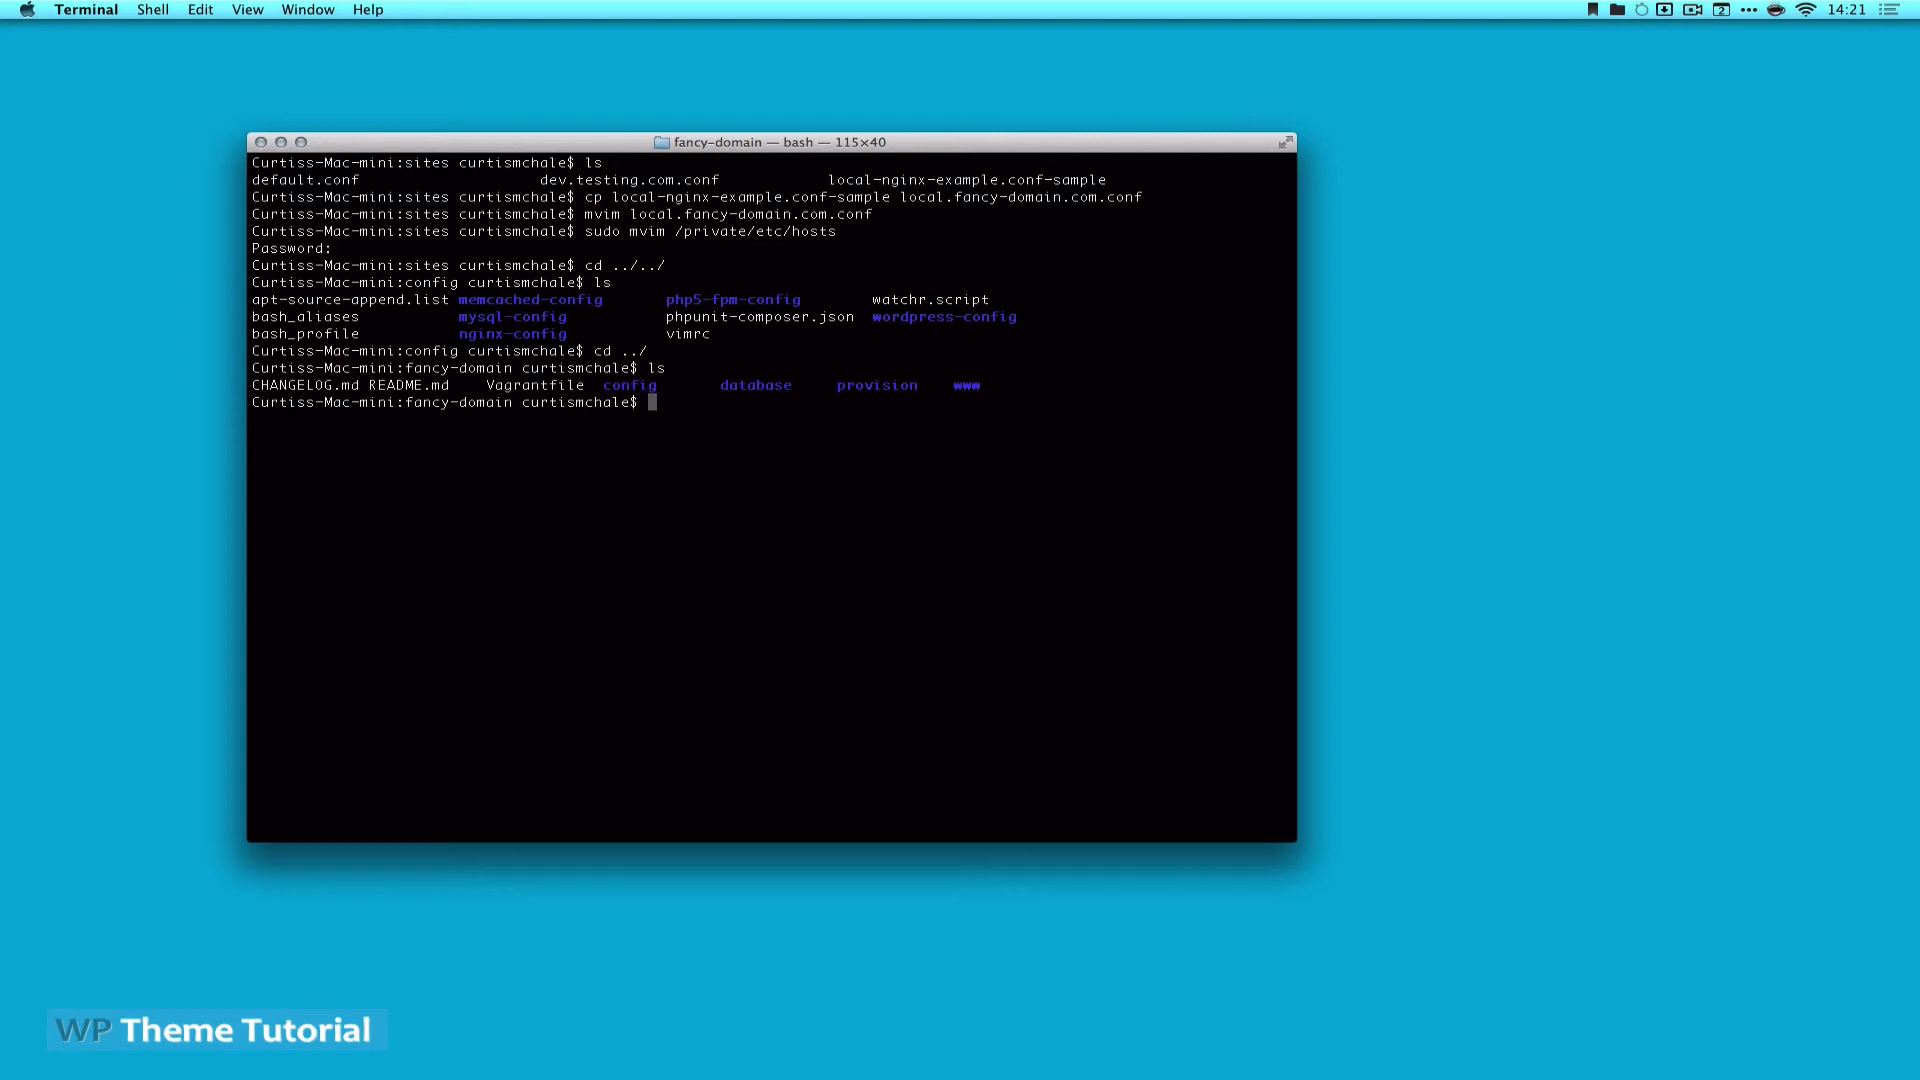 Terminal Shell Edit View Window Help 2 14:21
fancy-domain — bash — 115×40
Curtiss-Mac-mini:sites curtismchale$ ls
default.conf dev.testing.com.conf local-nginx-example.conf-sample
Curtiss-Mac-mini:sites curtismchale$ cp local-nginx-example.conf-sample local.fancy-domain.com.conf
Curtiss-Mac-mini:sites curtismchale$ mvim local.fancy-domain.com.conf
Curtiss-Mac-mini:sites curtismchale$ sudo mvim /private/etc/hosts
Password:
Curtiss-Mac-mini:sites curtismchale$ cd ../../
Curtiss-Mac-mini:config curtismchale$ ls
apt-source-append.list memcached-config php5-fpm-config watchr.script
bash_aliases mysql-config phpunit-composer.json wordpress-config
bash_profile nginx-config vimrc
Curtiss-Mac-mini:config curtismchale$ cd ../
Curtiss-Mac-mini:fancy-domain curtismchale$ ls
CHANGELOG.md README.md Vagrantfile config database provision www
Curtiss-Mac-mini:fancy-domain curtismchale$
WP Theme Tutorial